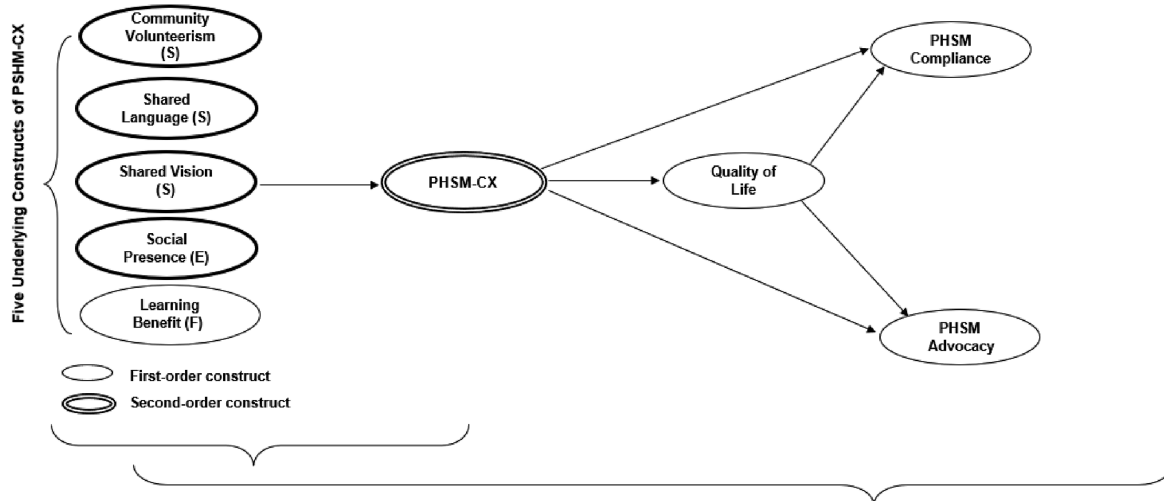 Five Underlying Constructs of PSHM-CX
Community
Volunteerism
(S)
Shared
Language (S)
Shared Vision
(S)
Social
Presence (E)
Learning
Benefit (F)
PHSM-CX
Quality of
Life
PHSM
Compliance
PHSM
Advocacy
First-order construct
Second-order construct